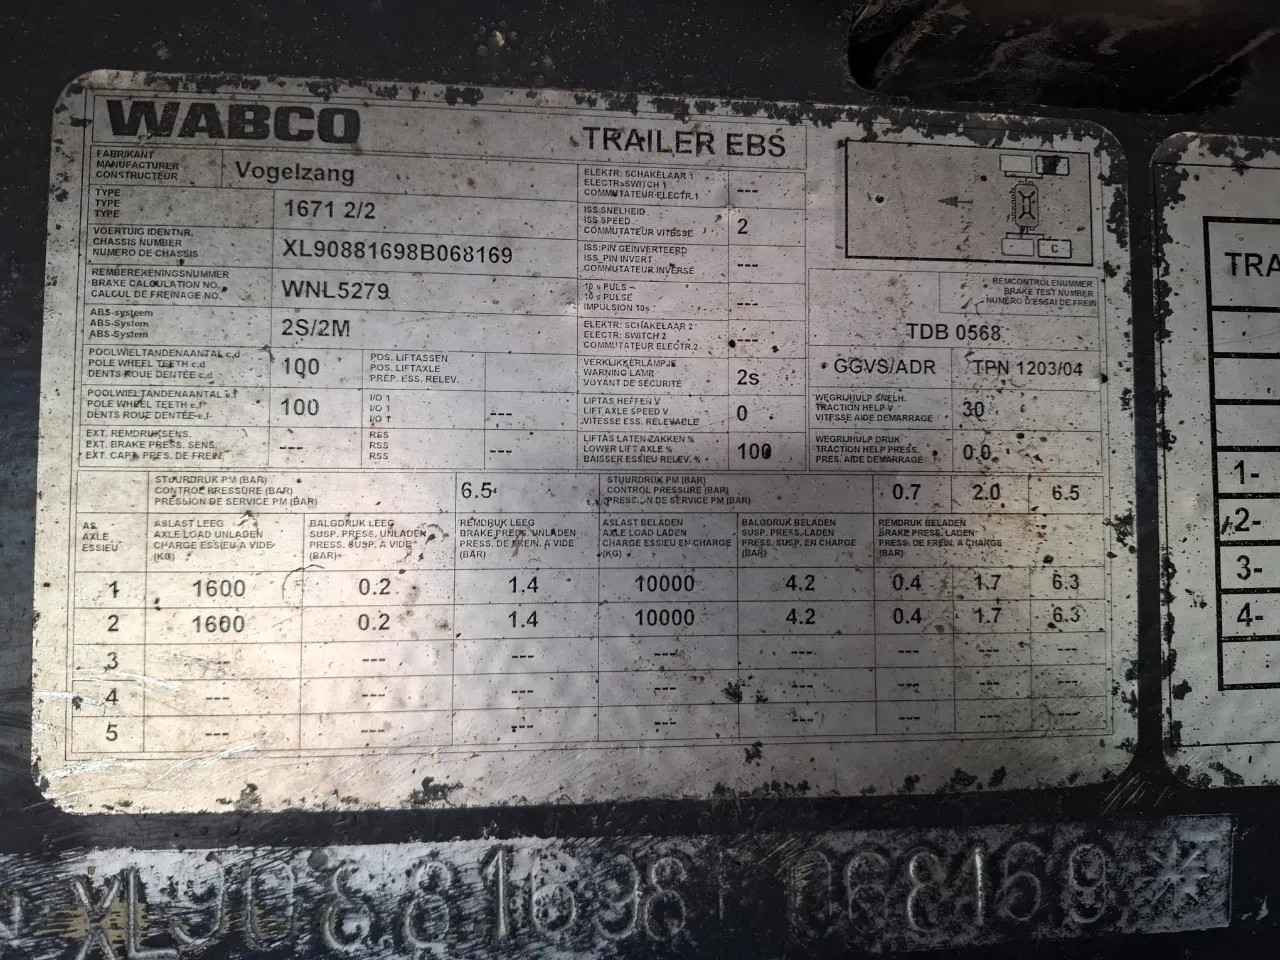 WABCO
TRAILER EBS
FABRIKANT
MANUFACTURER
CONSTRUCTEUR
Vogelzang
TYPE
TYPE
TYPE
1671 2/2
VOERTUIG IDENTNR.
CHASSIS NUMBER
NUMERO DE CHASSIS
XL90881698B068169
REMBEREKENINGSNUMMER
BRAKE CALCULATION NO.
CALCUL DE FREINAGE NO.
WNL5279
ABS-systeem
ABS-System
ABS-System
2S/2M
POOLWIELTANDENAANTAL c,d
POLE WHEEL TEETH c.d
DENTS ROUE DENTÉE c.d
100
POS. LIFTASSEN
POS. LIFTAXLE
PREP. ESS. RELEV.
POOLWIELTANDENAANTAL e.f
POLE WHEEL TEETH e.f
DENTS ROUE DENTÉE e.f
100
I/O 1
I/O 1
I/O 1
---
EXT. REMDRUKSENS.
EXT. BRAKE PRESS. SENS.
EXT. CAPT. PRES. DE FREIN.
---
RSS
RSS
RSS
---
ELEKTR. SCHAKELAAR 1
ELECTR. SWITCH 1
COMMUTATEUR ELECTR.1
---
ISS SNELHEID
ISS SPEED
COMMUTATEUR VITESSE
2
ISS: PIN GEINVERTEERD
ISS PIN INVERT
COMMUTATEUR INVERSE
---
10 s PULS
10 s PULSE
IMPULSION 10s
---
ELEKTR: SCHAKELAAR 2
ELECTR: SWITCH 2
COMMUTATEUR ELECTR.2
---
VERKLIKKERLAMPJE
WARNING LAMP
VOYANT DE SÉCURITÉ
2s
LIFTAS HEFFEN V
LIFT AXLE SPEED V
VITESSE ESS. RELEVABLE
0
LIFTAS LATEN ZAKKEN %
LOWER LIFT AXLE %
BAISSER ESSIEU RELEV. %
100
C
REMCONTROLENUMMER
BRAKE TEST NUMBER
NUMÉRO D'ESSAI DE FREIN
TDB 0568
GGVS/ADR
TPN 1203/04
WEGRIJHULP SNELH.
TRACTION HELP V
VITESSE AIDE DEMARRAGE
30
WEGRIJHULP DRUK
TRACTION HELP PRESS.
PRES. AIDE DEMARRAGE
0.0
STUURDRUK PM (BAR)
CONTROL PRESSURE (BAR)
PRESSION DE SERVICE PM (BAR)
6.5
STUURDRUK PM (BAR)
CONTROL PRESSURE (BAR)
PRESSION DE SERVICE PM (BAR)
0.7 2.0 6.5
AS
AXLE
ESSIEU
ASLAST LEEG
AXLE LOAD UNLADEN
CHARGE ESSIEU A VIDE
(KG)
BALGDRUK LEEG
SUSP. PRESS. UNLADEN
PRESS. SUSP. À VIDE
(BAR)
REMDRUK LEEG
BRAKE PRESS. UNLADEN
PRESS. DE FREIN. A VIDE
(BAR)
ASLAST BELADEN
AXLE LOAD LADEN
CHARGE ESSIEU EN CHARGE
(KG)
BALGDRUK BELADEN
SUSP. PRESS. LADEN
PRESS. SUSP. EN CHARGE
(BAR)
REMDRUK BELADEN
BRAKE PRESS. LADEN
PRESS. DE FREIN. A CHARGE
(BAR)
1 1600 0.2 1.4 10000 4.2 0.4 1.7 6.3
2 1600 0.2 1.4 10000 4.2 0.4 1.7 6.3
3 --- --- --- --- --- --- --- ---
4 --- --- --- --- --- --- --- ---
5 --- --- --- --- --- --- --- ---
TRA
1-
2-
3-
4-